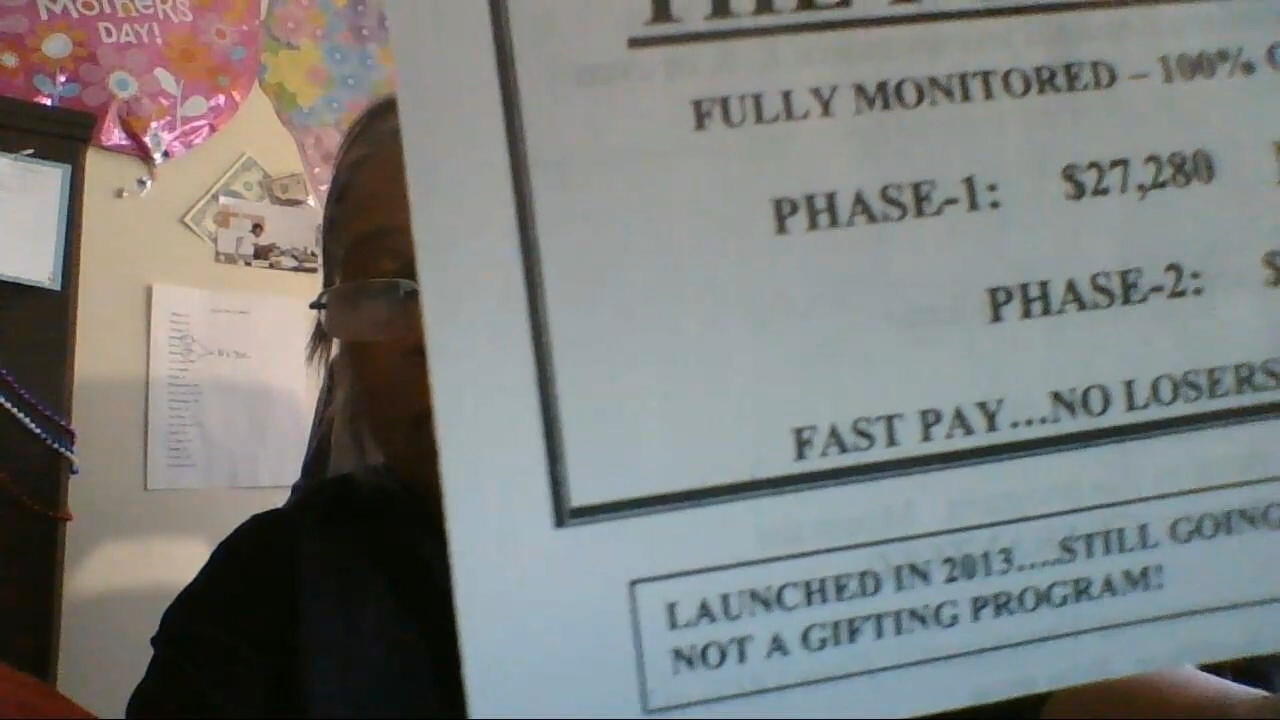 Mothers
DAY!
THE
FULLY MONITORED – 100%
PHASE-1: $27,280
PHASE-2: $
FAST PAY...NO LOSERS
LAUNCHED IN 2013....STILL GOING
NOT A GIFTING PROGRAM!